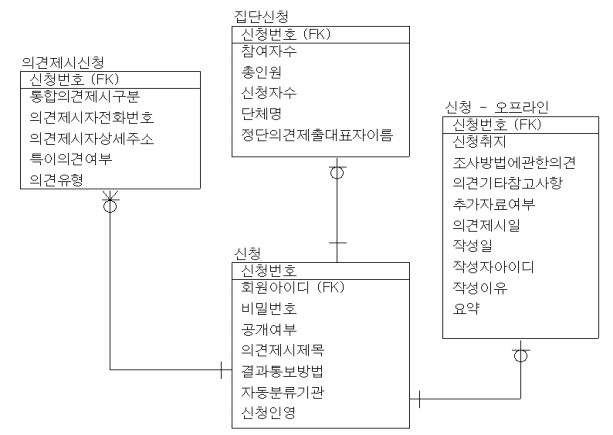 집단신청
신청번호 (FK)
참여자수
총인원
신청자수
단체명
정단의견제출대표자이름
의견제시신청
신청번호 (FK)
통합의견제시구분
의견제시자전화번호
의견제시자상세주소
특이의견여부
의견유형
신청 - 오프라인
신청번호 (FK)
신청취지
조사방법에관한의견
의견기타참고사항
추가자료여부
의견제시일
작성일
작성자아이디
작성이유
요약
신청
신청번호
회원아이디 (FK)
비밀번호
공개여부
의견제시제목
결과통보방법
자동분류기관
신청인영